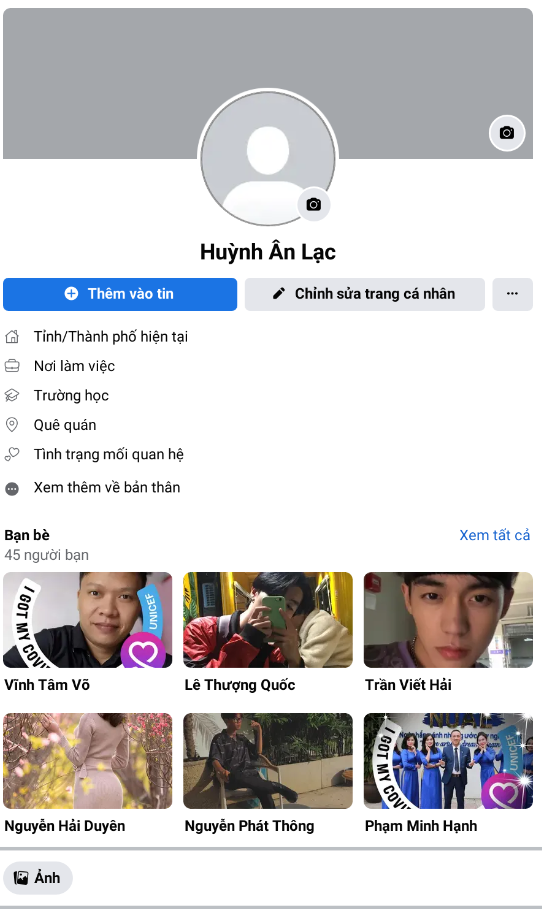 Huỳnh Ân Lạc
Thêm vào tin
Chỉnh sửa trang cá nhân
Tỉnh/Thành phố hiện tại
Nơi làm việc
Trường học
Quê quán
Tình trạng mối quan hệ
Xem thêm về bản thân
Bạn bè
Xem tất cả
45 người bạn
I GOT MY COVI
UNICEF
Vĩnh Tâm Võ
Lê Thượng Quốc
Trần Viết Hải
I GOT MY COVI
UNICEF
Nguyễn Hải Duyên
Nguyễn Phát Thông
Phạm Minh Hạnh
Ảnh